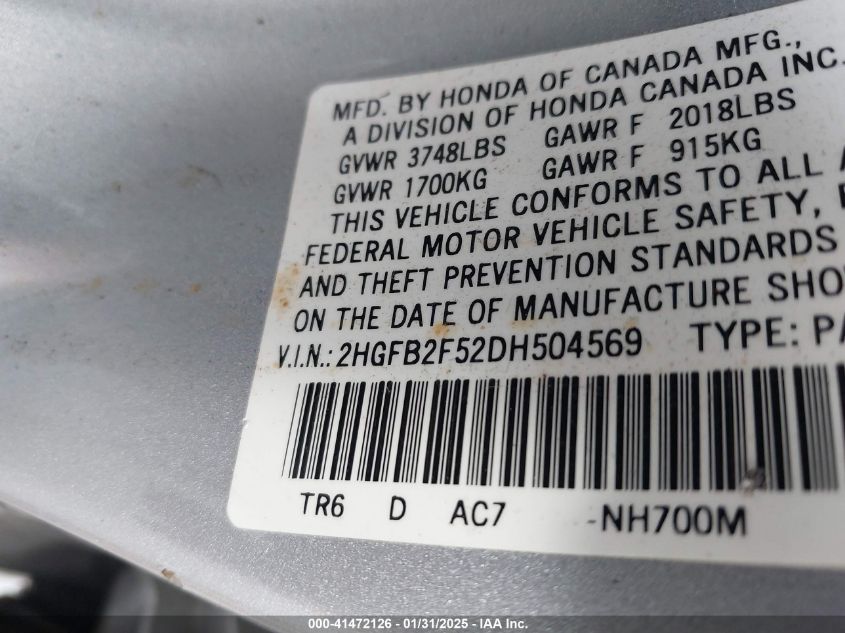 MFD. BY HONDA OF CANADA MFG.,
A DIVISION OF HONDA CANADA INC.
GVWR 3748LBS GAWR F 2018LBS
GVWR 1700KG GAWR F 915KG
THIS VEHICLE CONFORMS TO ALL A
FEDERAL MOTOR VEHICLE SAFETY,
AND THEFT PREVENTION STANDARDS
ON THE DATE OF MANUFACTURE SHO
V.I.N.: 2HGFB2F52DH504569 TYPE: PA
TR6 D AC7 -NH700M
000-41472126 - 01/31/2025 - IAA Inc.